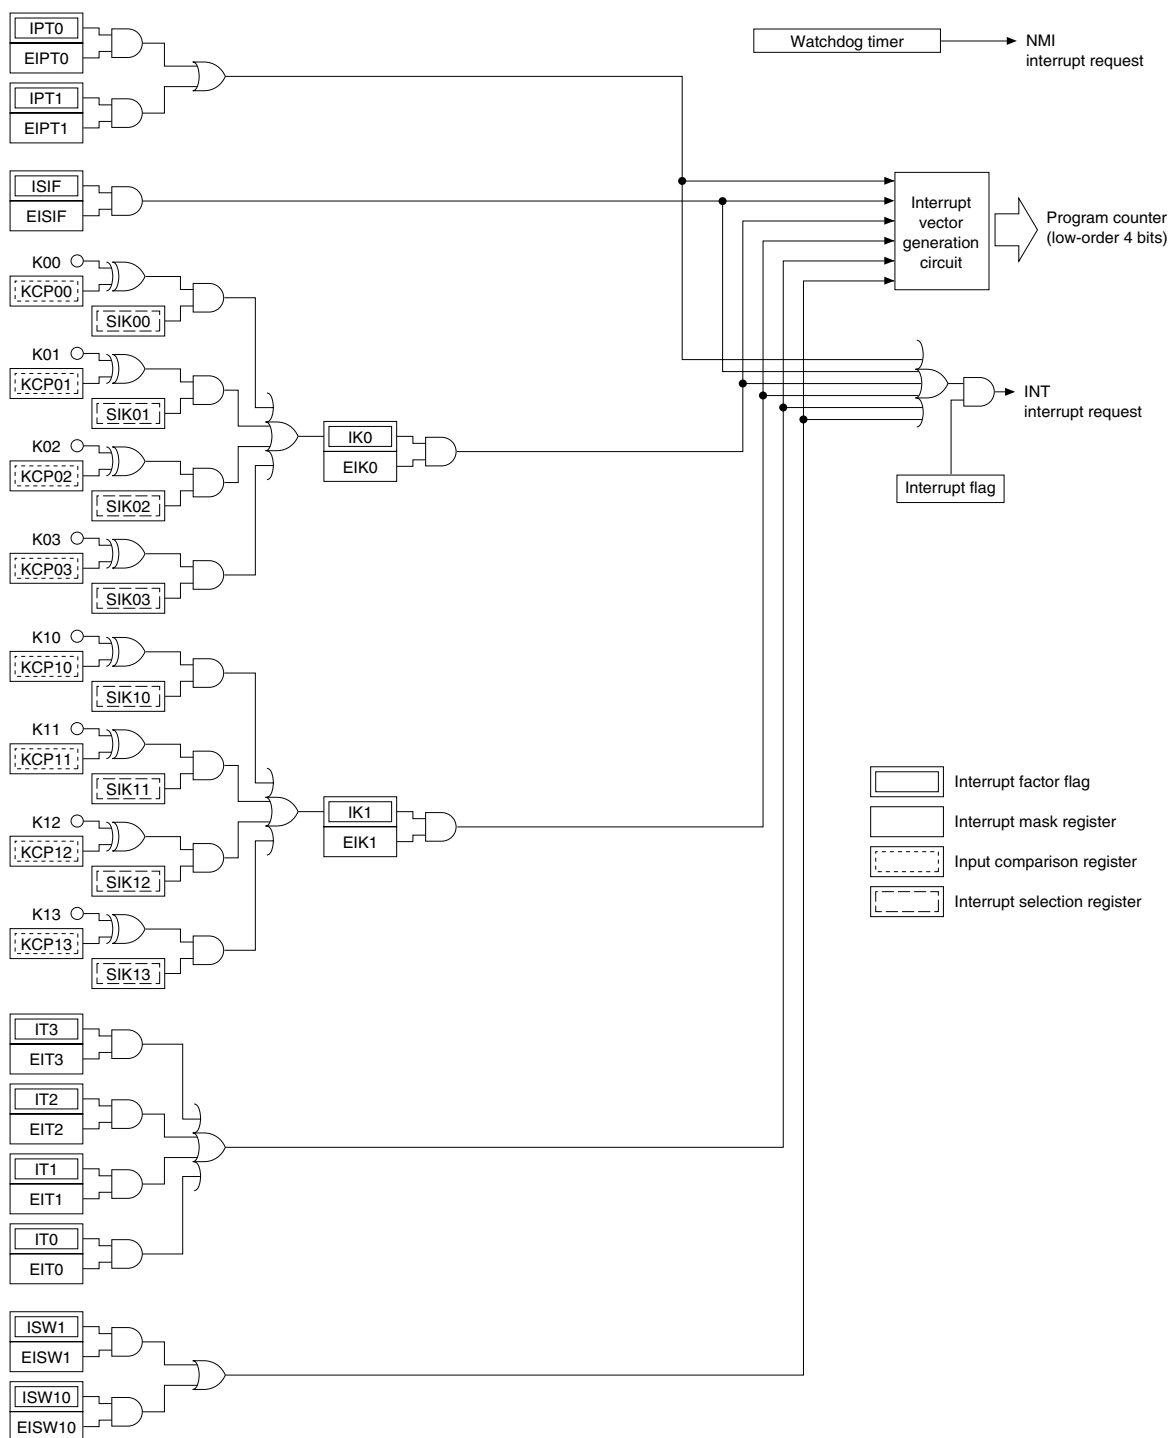 IPT0
EIPT0
IPT1
EIPT1
Watchdog timer
NMI
interrupt request
ISIF
EISIF
Interrupt
vector
generation
circuit
Program counter
(low-order 4 bits)
K00
KCP00
SIK00
K01
KCP01
SIK01
K02
KCP02
SIK02
K03
KCP03
SIK03
IK0
EIK0
INT
interrupt request
Interrupt flag
K10
KCP10
SIK10
K11
KCP11
SIK11
K12
KCP12
SIK12
K13
KCP13
SIK13
IK1
EIK1
Interrupt factor flag
Interrupt mask register
Input comparison register
Interrupt selection register
IT3
EIT3
IT2
EIT2
IT1
EIT1
IT0
EIT0
ISW1
EISW1
ISW10
EISW10